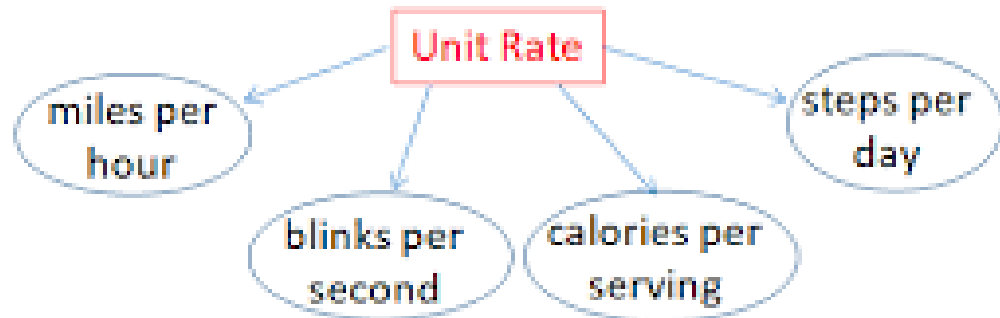 Unit Rate
miles per
hour
blinks per
second
calories per
serving
steps per
day